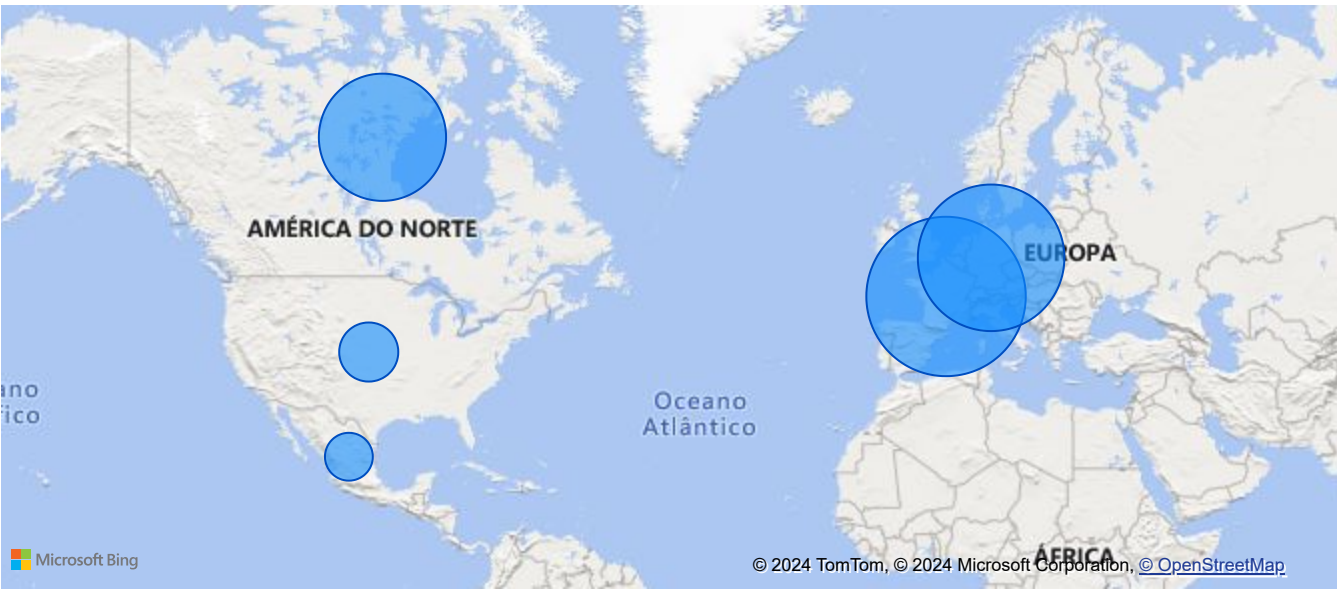 AMÉRICA DO NORTE
EUROPA
ano
fico
Oceano
Atlântico
ÁFRICA
Microsoft Bing
© 2024 TomTom, © 2024 Microsoft Corporation, © OpenStreetMap